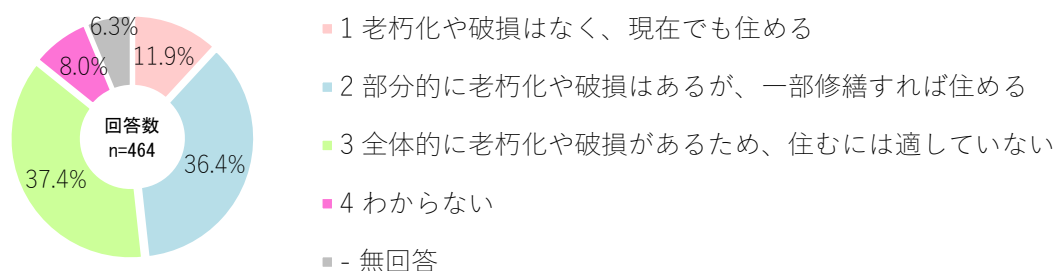 6.3%
11.9%
8.0%
回答数
n=464
36.4%
37.4%
1 老朽化や破損はなく、現在でも住める
2 部分的に老朽化や破損はあるが、一部修繕すれば住める
3 全体的に老朽化や破損があるため、住むには適していない
4 わからない
- 無回答